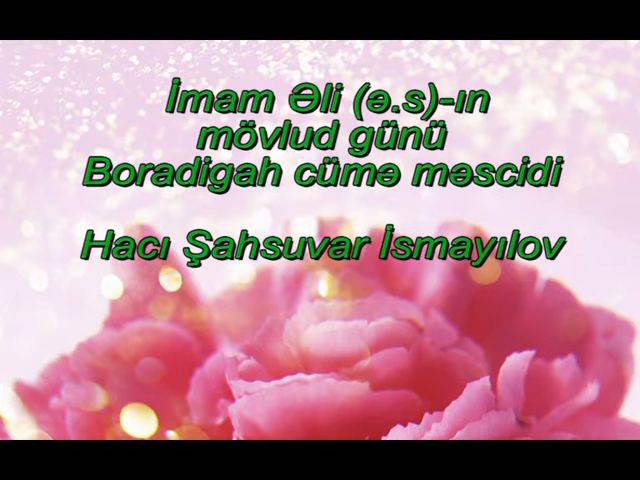 İmam Əli (ə.s)-ın
mövlud günü
Boradigah cümə məscidi
Hacı Şahsuvar İsmayılov